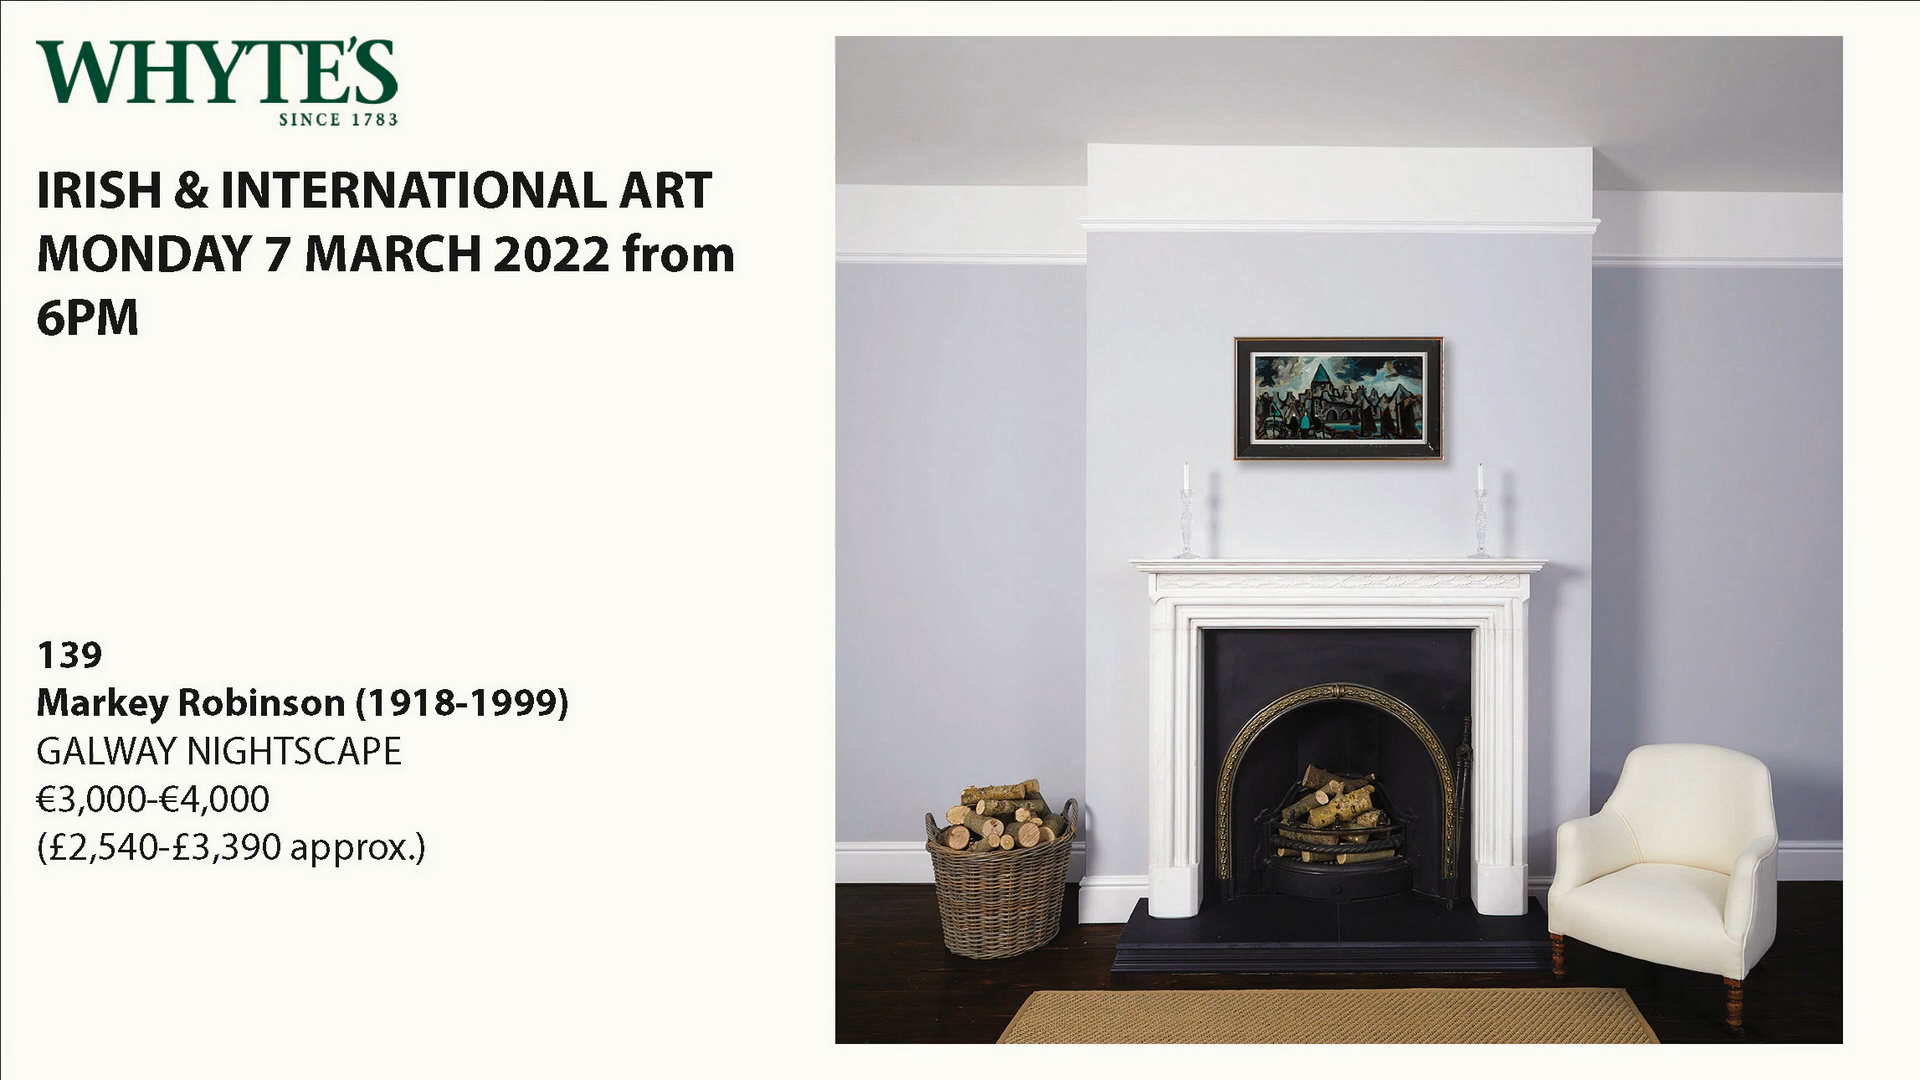 WHYTE'S
SINCE 1783
IRISH & INTERNATIONAL ART
MONDAY 7 MARCH 2022 from
6PM
139
Markey Robinson (1918-1999)
GALWAY NIGHTSCAPE
€3,000-€4,000
(£2,540-£3,390 approx.)